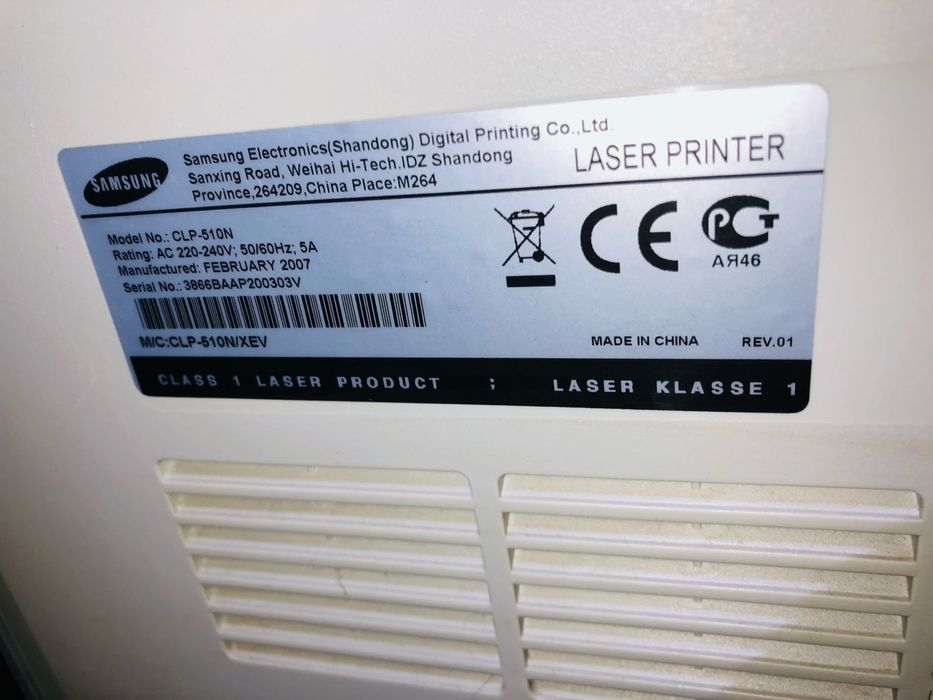 SAMSUNG
Samsung Electronics(Shandong) Digital Printing Co.,Ltd.
Sanxing Road, Weihai Hi-Tech.IDZ Shandong
Province,264209,China Place:M264
LASER PRINTER
Model No.: CLP-510N
Rating: AC 220-240V; 50/60Hz; 5A
Manufactured: FEBRUARY 2007
Serial No.: 3866BAAP200303V
M/C:CLP-510N/XEV
CE
РСТ
АЯ46
MADE IN CHINA REV.01
CLASS 1 LASER PRODUCT ; LASER KLASSE 1